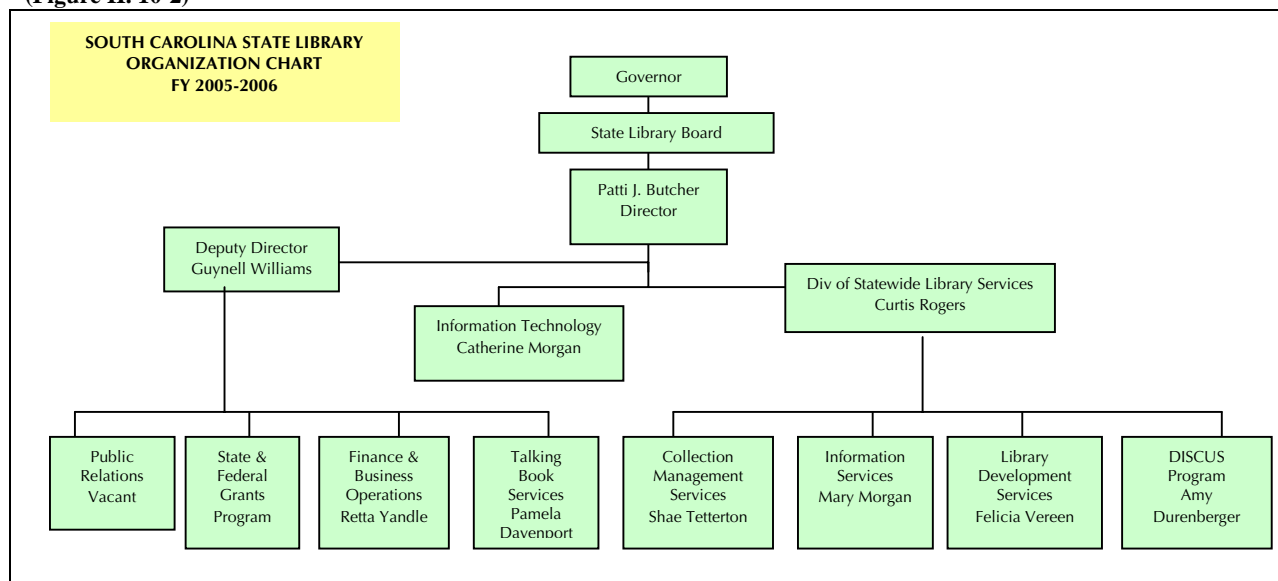 (Figure II. 10-2)
SOUTH CAROLINA STATE LIBRARY
ORGANIZATION CHART
FY 2005-2006
Governor
State Library Board
Patti J. Butcher
Director
Deputy Director
Guynell Williams
Div of Statewide Library Services
Curtis Rogers
Information Technology
Catherine Morgan
Public
Relations
Vacant
State &
Federal
Grants
Program
Finance &
Business
Operations
Retta Yandle
Talking
Book
Services
Pamela
Davenport
Collection
Management
Services
Shae Tetterton
Information
Services
Mary Morgan
Library
Development
Services
Felicia Vereen
DISCUS
Program
Amy
Durenberger